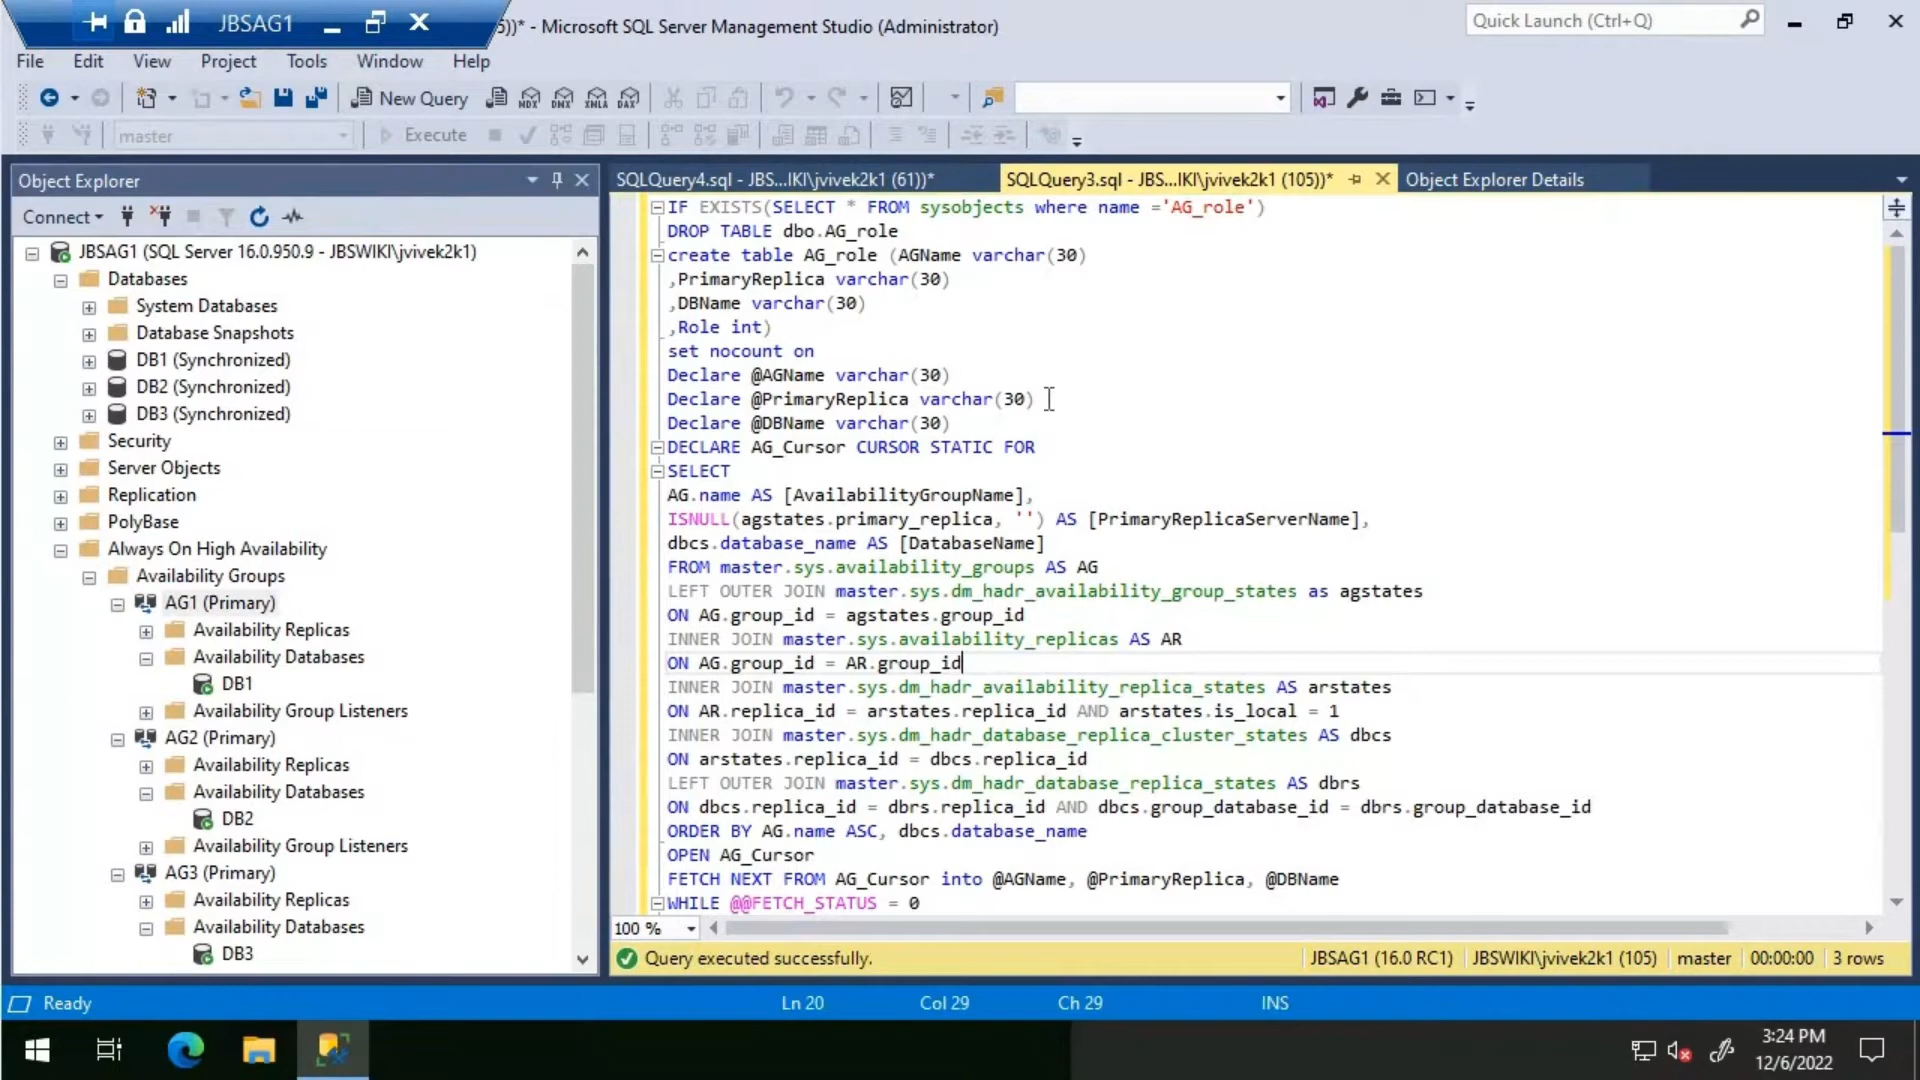 JBSAG1
5))* - Microsoft SQL Server Management Studio (Administrator)
Quick Launch (Ctrl+Q)
File Edit View Project Tools Window Help
New Query MDX DMX XMLA DAX
master Execute
Object Explorer
Connect
JBSAG1 (SQL Server 16.0.950.9 - JBSWIKI\jvivek2k1)
Databases
System Databases
Database Snapshots
DB1 (Synchronized)
DB2 (Synchronized)
DB3 (Synchronized)
Security
Server Objects
Replication
PolyBase
Always On High Availability
Availability Groups
AG1 (Primary)
Availability Replicas
Availability Databases
DB1
Availability Group Listeners
AG2 (Primary)
Availability Replicas
Availability Databases
DB2
Availability Group Listeners
AG3 (Primary)
Availability Replicas
Availability Databases
DB3
SQLQuery4.sql - JBS...IKI\jvivek2k1 (61))* SQLQuery3.sql - JBS...IKI\jvivek2k1 (105))* Object Explorer Details
IF EXISTS(SELECT * FROM sysobjects where name ='AG_role')
DROP TABLE dbo.AG_role
create table AG_role (AGName varchar(30)
,PrimaryReplica varchar(30)
,DBName varchar(30)
,Role int)
set nocount on
Declare @AGName varchar(30)
Declare @PrimaryReplica varchar(30)
Declare @DBName varchar(30)
DECLARE AG_Cursor CURSOR STATIC FOR
SELECT
AG.name AS [AvailabilityGroupName],
ISNULL(agstates.primary_replica, '') AS [PrimaryReplicaServerName],
dbcs.database_name AS [DatabaseName]
FROM master.sys.availability_groups AS AG
LEFT OUTER JOIN master.sys.dm_hadr_availability_group_states as agstates
ON AG.group_id = agstates.group_id
INNER JOIN master.sys.availability_replicas AS AR
ON AG.group_id = AR.group_id
INNER JOIN master.sys.dm_hadr_availability_replica_states AS arstates
ON AR.replica_id = arstates.replica_id AND arstates.is_local = 1
INNER JOIN master.sys.dm_hadr_database_replica_cluster_states AS dbcs
ON arstates.replica_id = dbcs.replica_id
LEFT OUTER JOIN master.sys.dm_hadr_database_replica_states AS dbrs
ON dbcs.replica_id = dbrs.replica_id AND dbcs.group_database_id = dbrs.group_database_id
ORDER BY AG.name ASC, dbcs.database_name
OPEN AG_Cursor
FETCH NEXT FROM AG_Cursor into @AGName, @PrimaryReplica, @DBName
WHILE @@FETCH_STATUS = 0
100 %
Query executed successfully. JBSAG1 (16.0 RC1) JBSWIKI\jvivek2k1 (105) master 00:00:00 3 rows
Ready Ln 20 Col 29 Ch 29 INS
3:24 PM
12/6/2022